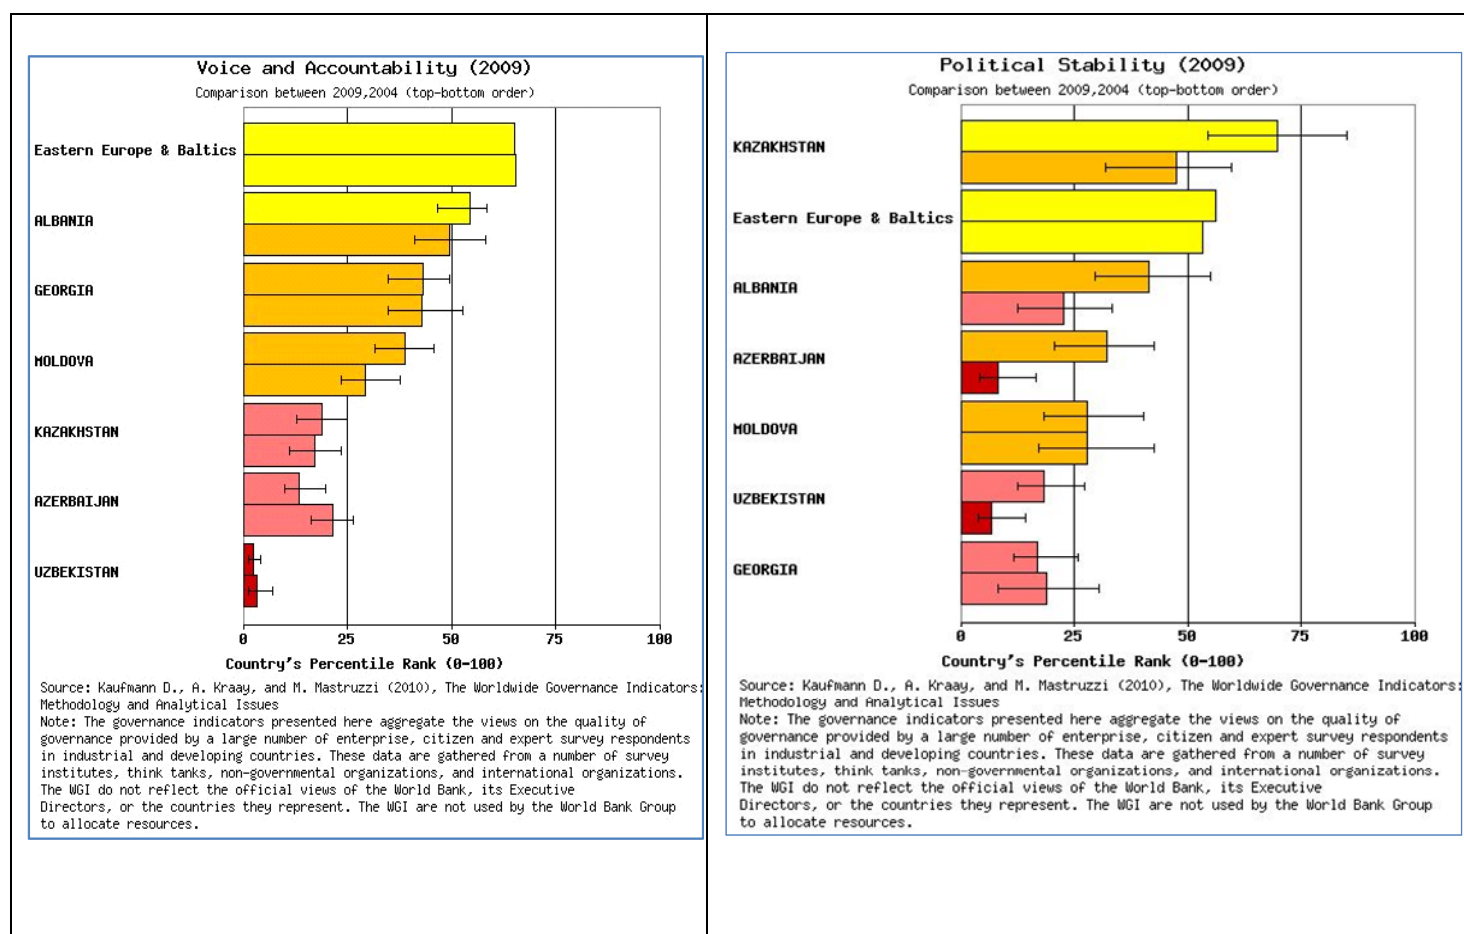 Voice and Accountability (2009)
Comparison between 2009,2004 (top-bottom order)
Eastern Europe & Baltics
ALBANIA
GEORGIA
MOLDOVA
KAZAKHSTAN
AZERBAIJAN
UZBEKISTAN
0 25 50 75 100
Country's Percentile Rank (0-100)
Source: Kaufmann D., A. Kraay, and M. Mastruzzi (2010), The Worldwide Governance Indicators:
Methodology and Analytical Issues
Note: The governance indicators presented here aggregate the views on the quality of
governance provided by a large number of enterprise, citizen and expert survey respondents
in industrial and developing countries. These data are gathered from a number of survey
institutes, think tanks, non-governmental organizations, and international organizations.
The WGI do not reflect the official views of the World Bank, its Executive
Directors, or the countries they represent. The WGI are not used by the World Bank Group
to allocate resources.
Political Stability (2009)
Comparison between 2009,2004 (top-bottom order)
KAZAKHSTAN
Eastern Europe & Baltics
ALBANIA
AZERBAIJAN
MOLDOVA
UZBEKISTAN
GEORGIA
0 25 50 75 100
Country's Percentile Rank (0-100)
Source: Kaufmann D., A. Kraay, and M. Mastruzzi (2010), The Worldwide Governance Indicators:
Methodology and Analytical Issues
Note: The governance indicators presented here aggregate the views on the quality of
governance provided by a large number of enterprise, citizen and expert survey respondents
in industrial and developing countries. These data are gathered from a number of survey
institutes, think tanks, non-governmental organizations, and international organizations.
The WGI do not reflect the official views of the World Bank, its Executive
Directors, or the countries they represent. The WGI are not used by the World Bank Group
to allocate resources.